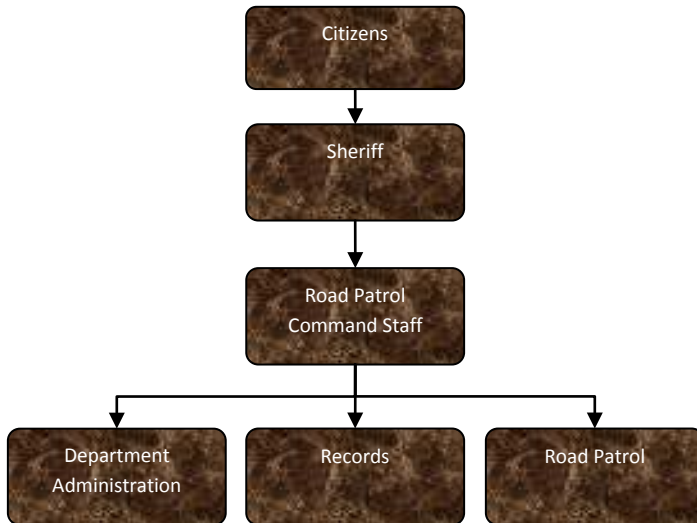 Citizens
Sheriff
Road Patrol
Command Staff
Department
Administration
Records
Road Patrol